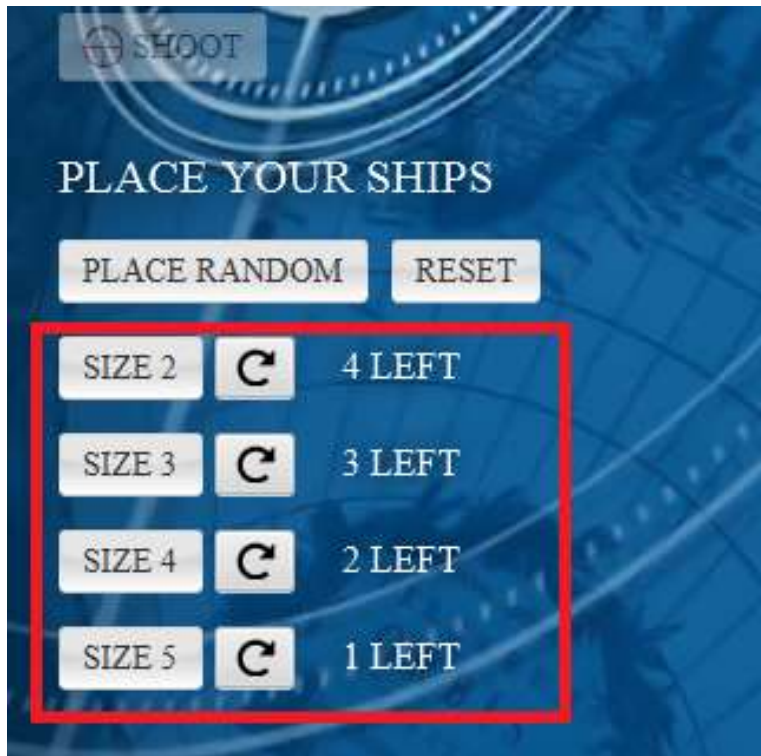 SHOOT
PLACE YOUR SHIPS
PLACE RANDOM RESET
SIZE 2 4 LEFT
SIZE 3 3 LEFT
SIZE 4 2 LEFT
SIZE 5 1 LEFT